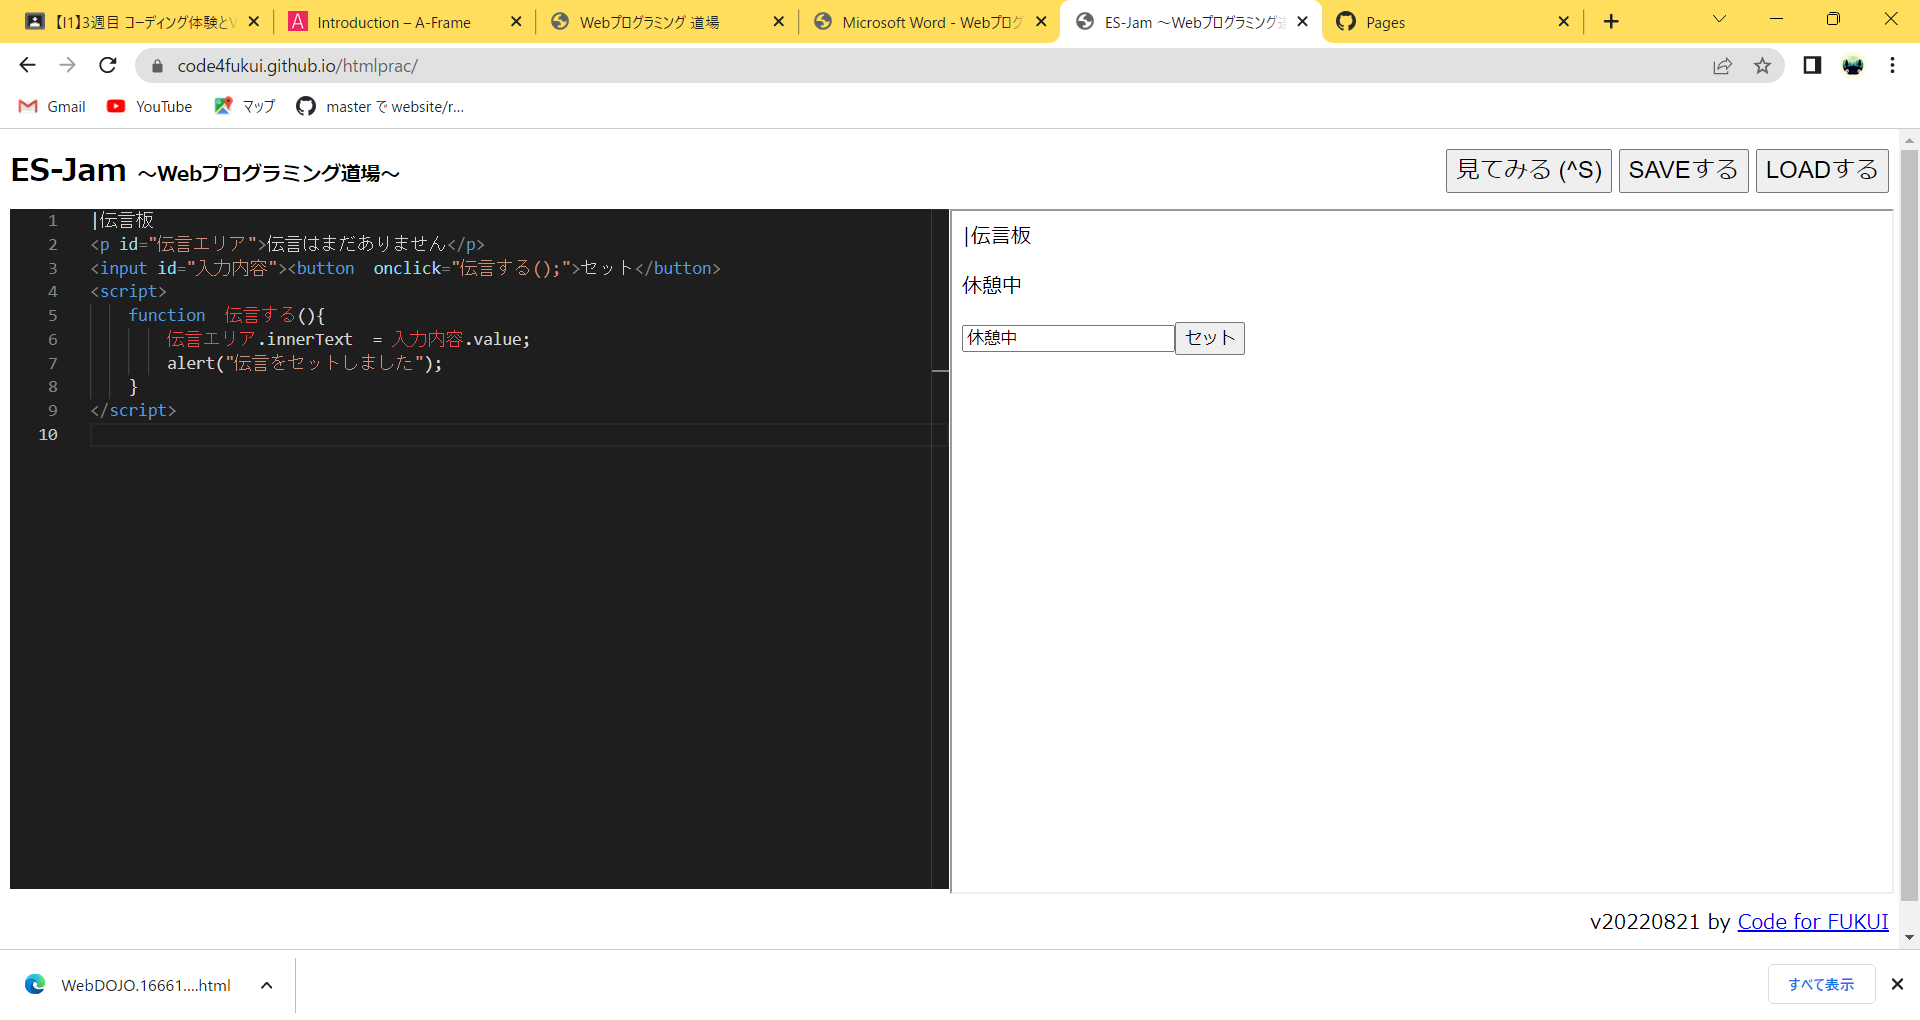 【I1】3週目 コーディング体験とV
Introduction – A-Frame
Webプログラミング 道場
Microsoft Word - Webプログ
ES-Jam 〜Webプログラミング道
Pages
code4fukui.github.io/htmlprac/
Gmail
YouTube
マップ
master で website/r...
ES-Jam 〜Webプログラミング道場〜
見てみる (^S)
SAVEする
LOADする
1 |伝言板
2 <p id="伝言エリア">伝言はまだありません</p>
3 <input id="入力内容"><button  onclick="伝言する();">セット</button>
4 <script>
5     function  伝言する(){
6         伝言エリア.innerText  = 入力内容.value;
7         alert("伝言をセットしました");
8     }
9 </script>
10
|伝言板
休憩中
休憩中 セット
v20220821 by Code for FUKUI
WebDOJO.16661....html
すべて表示